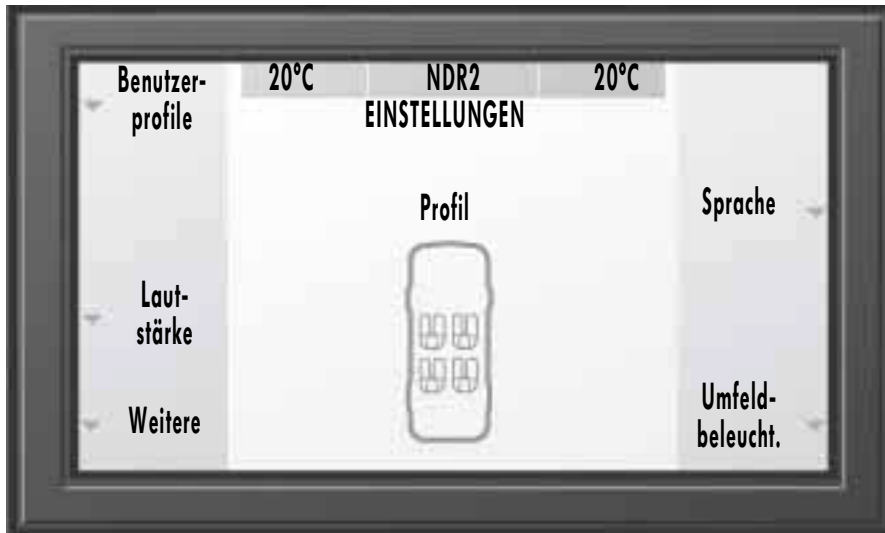 Benutzer-
profile
20°C NDR2 20°C
EINSTELLUNGEN
Profil
Sprache
Laut-
stärke
Weitere
Umfeld-
beleucht.